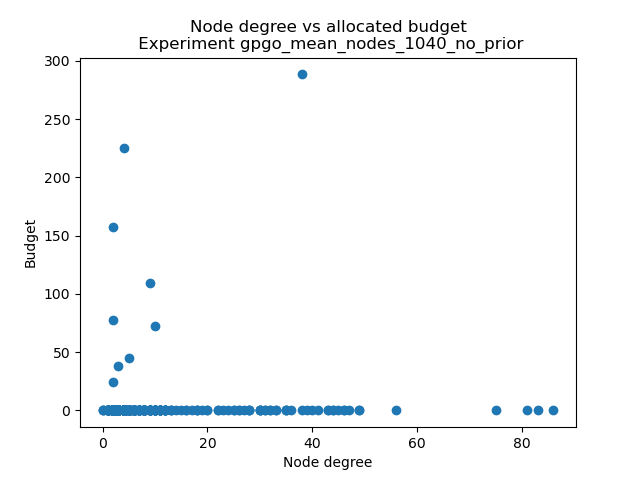 Node degree vs allocated budget
Experiment gpgo_mean_nodes_1040_no_prior
300
250
200
150
100
50
0
Budget
0 20 40 60 80
Node degree